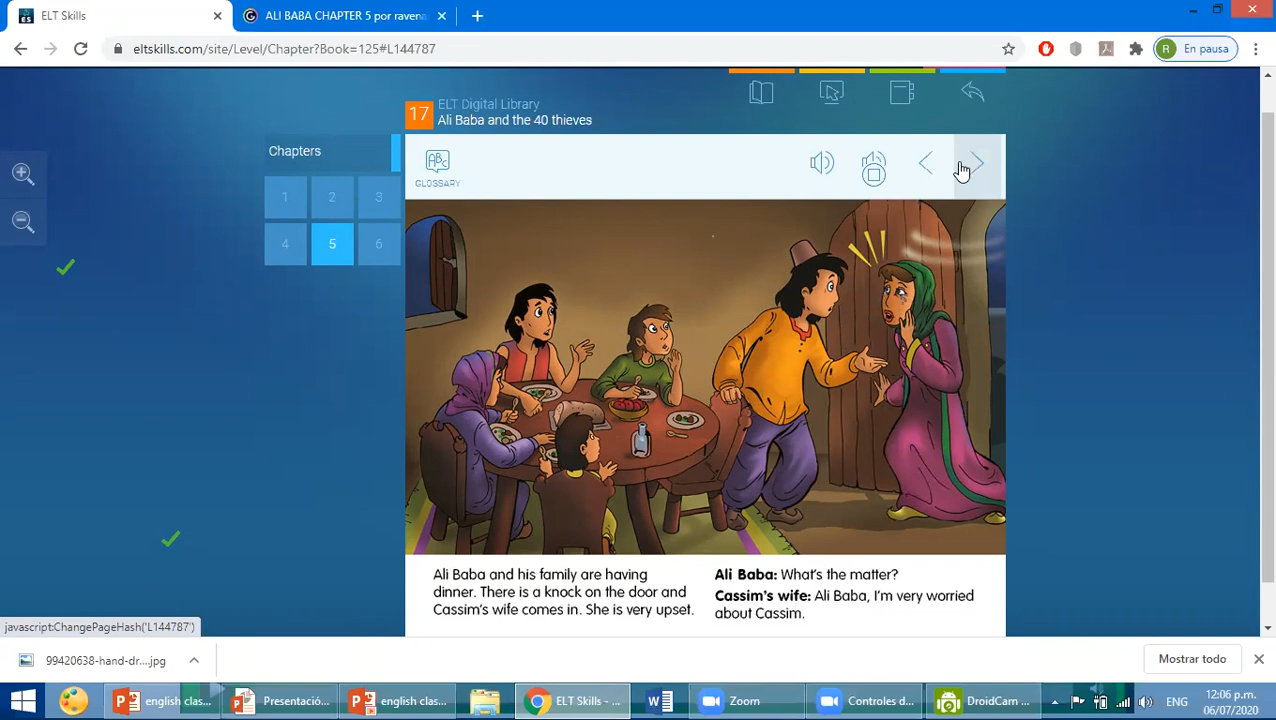 ELT Skills
ALI BABA CHAPTER 5 por raven
eltskills.com/site/Level/Chapter?Book=125#L144787
R En pausa
17 ELT Digital Library
Ali Baba and the 40 thieves
Chapters
1 2 3
4 5 6
ABC
GLOSSARY
Ali Baba and his family are having
dinner. There is a knock on the door and
Cassim's wife comes in. She is very upset.
Ali Baba: What's the matter?
Cassim's wife: Ali Baba, I'm very worried
about Cassim.
javascript:ChangePageHash('L144787')
99420638-hand-dr....jpg
Mostrar todo
english clas...
Presentació...
english clas...
ELT Skills - ...
Zoom
Controles d...
DroidCam ...
ENG
12:06 p.m.
06/07/2020